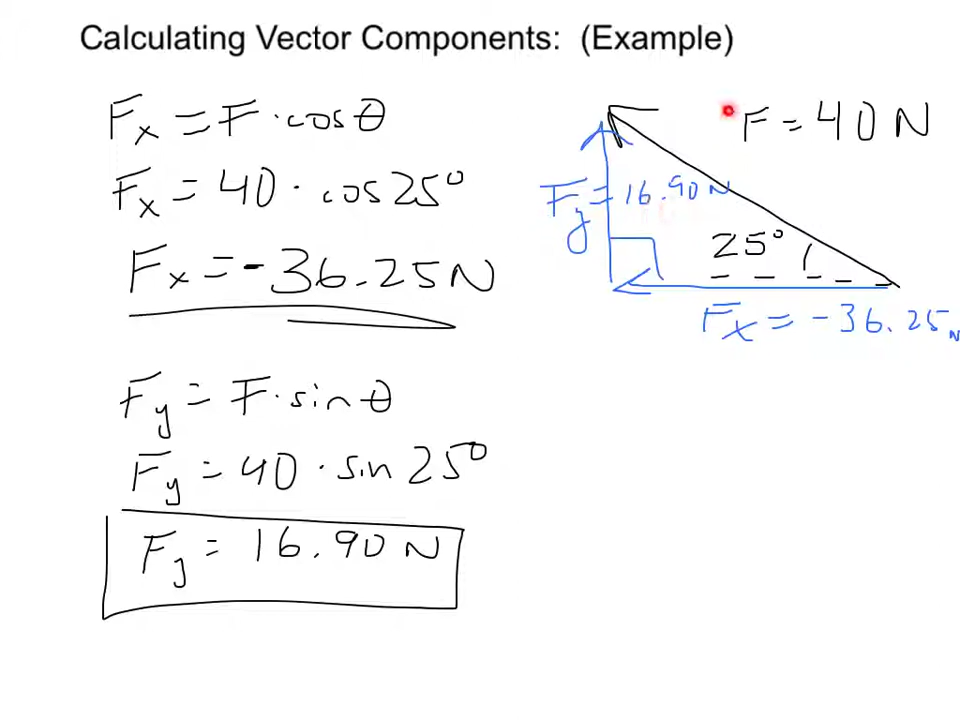 Calculating Vector Components: (Example)
Fx = F · cos θ
Fx = 40 · cos 25°
Fx = -36.25 N
Fy = F · sin θ
Fy = 40 · sin 25°
Fy = 16.90 N
F = 40 N
Fy = 16.90 N
25°
Fx = -36.25 N